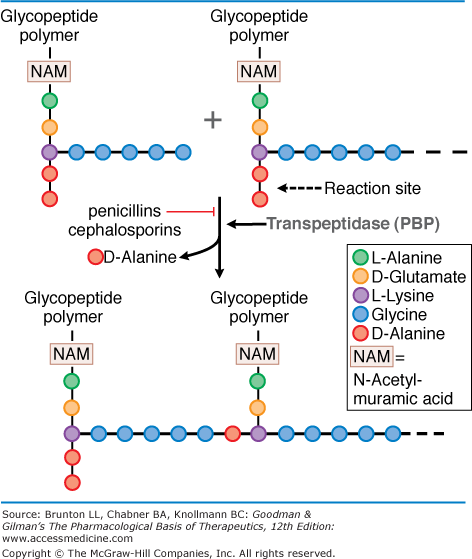 Glycopeptide
polymer
Glycopeptide
polymer
NAM
NAM
+
Reaction site
penicillins
cephalosporins
Transpeptidase (PBP)
D-Alanine
L-Alanine
D-Glutamate
L-Lysine
Glycine
D-Alanine
NAM =
N-Acetyl-
muramic acid
Glycopeptide
polymer
Glycopeptide
polymer
NAM
NAM
Source: Brunton LL, Chabner BA, Knollmann BC: Goodman &
Gilman's The Pharmacological Basis of Therapeutics, 12th Edition:
www.accessmedicine.com
Copyright © The McGraw-Hill Companies, Inc. All rights reserved.